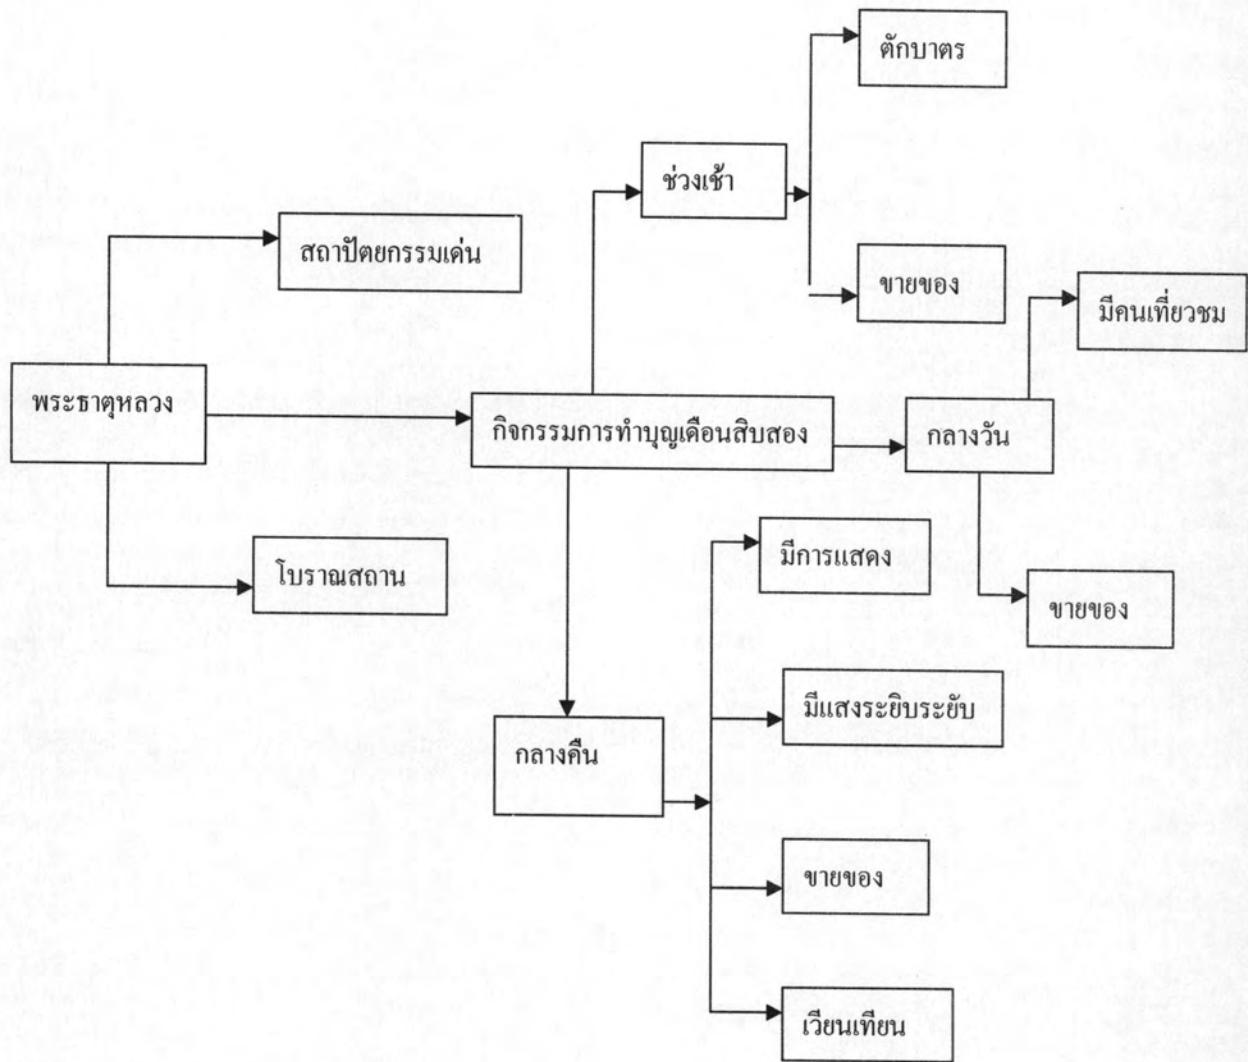 ตักบาตร
ช่วงเช้า
สถาปัตยกรรมเด่น
ขายของ
มีคนเที่ยวชม
พระธาตุหลวง
กิจกรรมการทำบุญเดือนสิบสอง
กลางวัน
มีการแสดง
โบราณสถาน
ขายของ
มีแสงระยิบระยับ
กลางคืน
ขายของ
เวียนเทียน